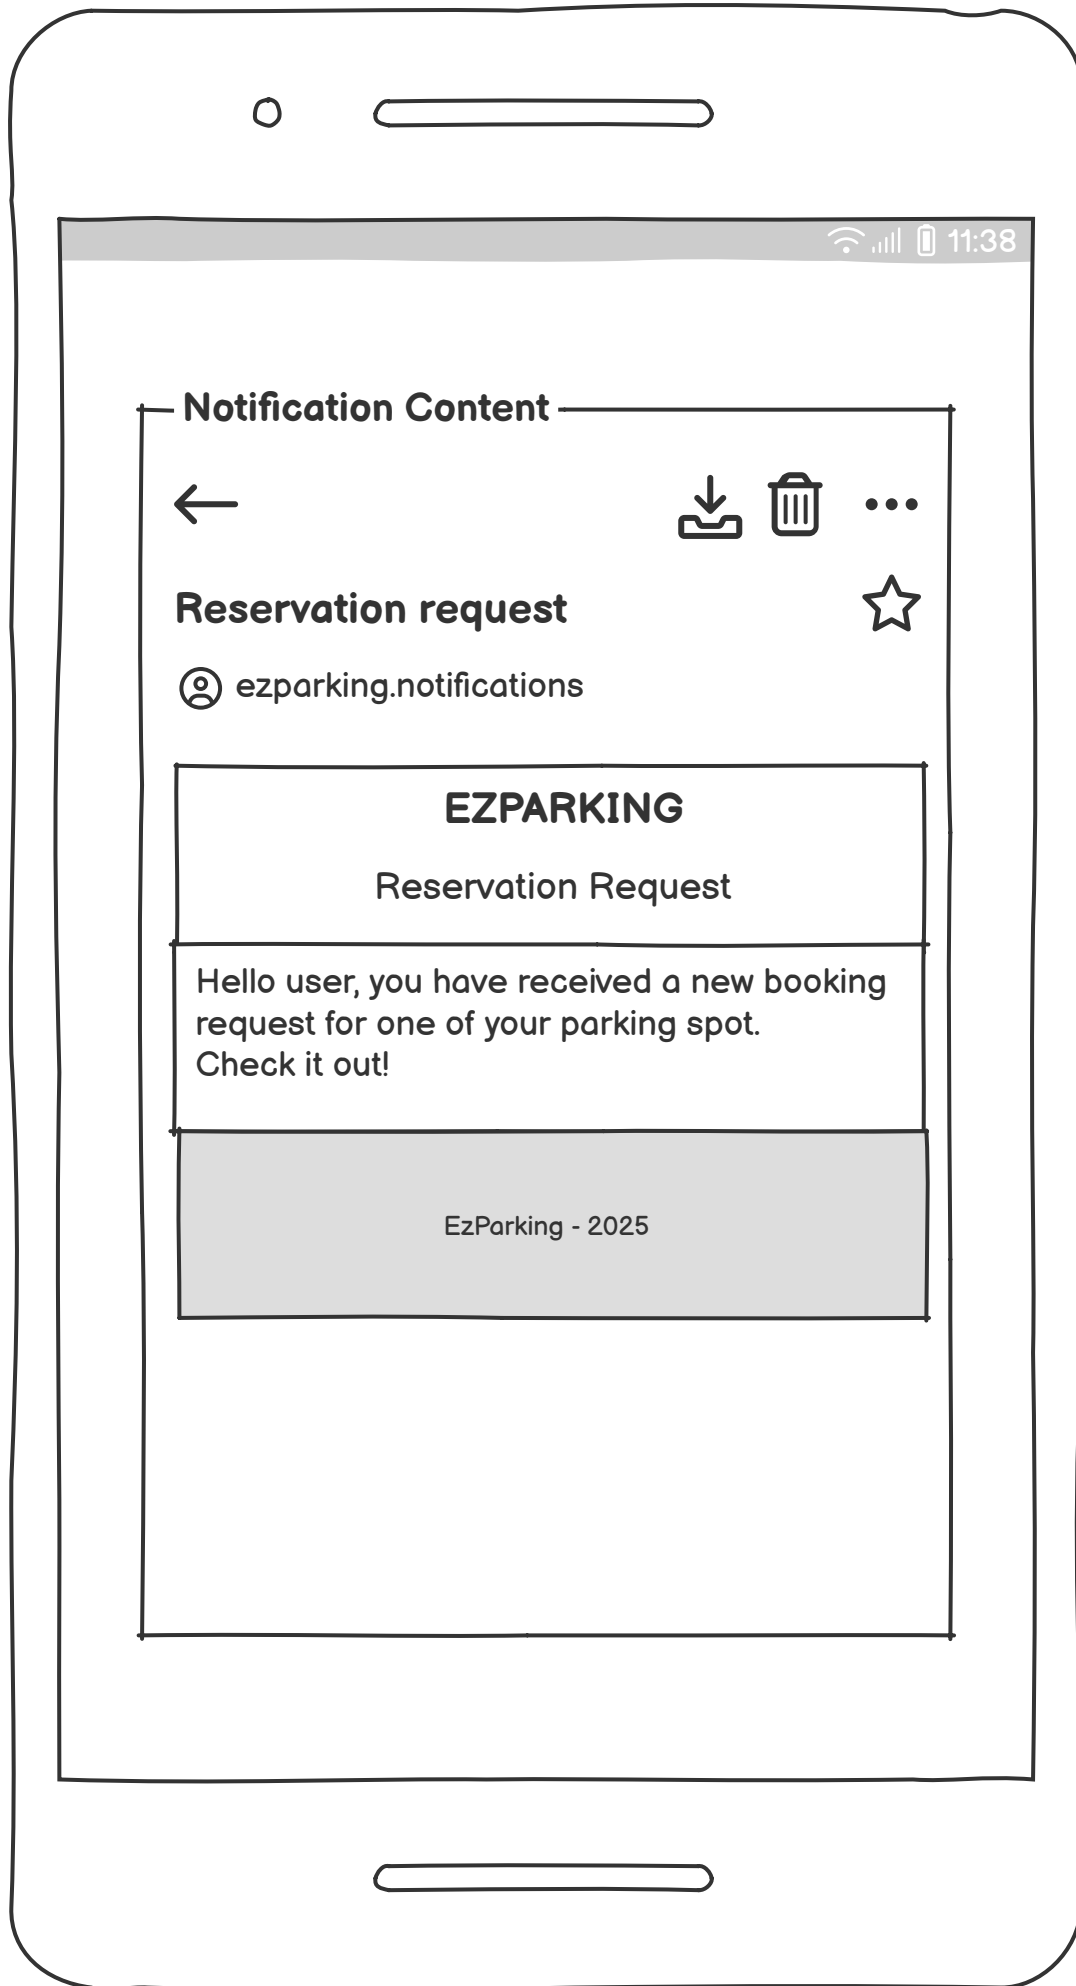 11:38
Notification Content
Reservation request
ezparking.notifications
EZPARKING
Reservation Request
Hello user, you have received a new booking
request for one of your parking spot.
Check it out!
EzParking - 2025